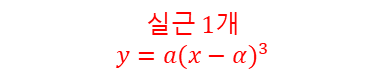 실근 1개
y = a(x − α)³